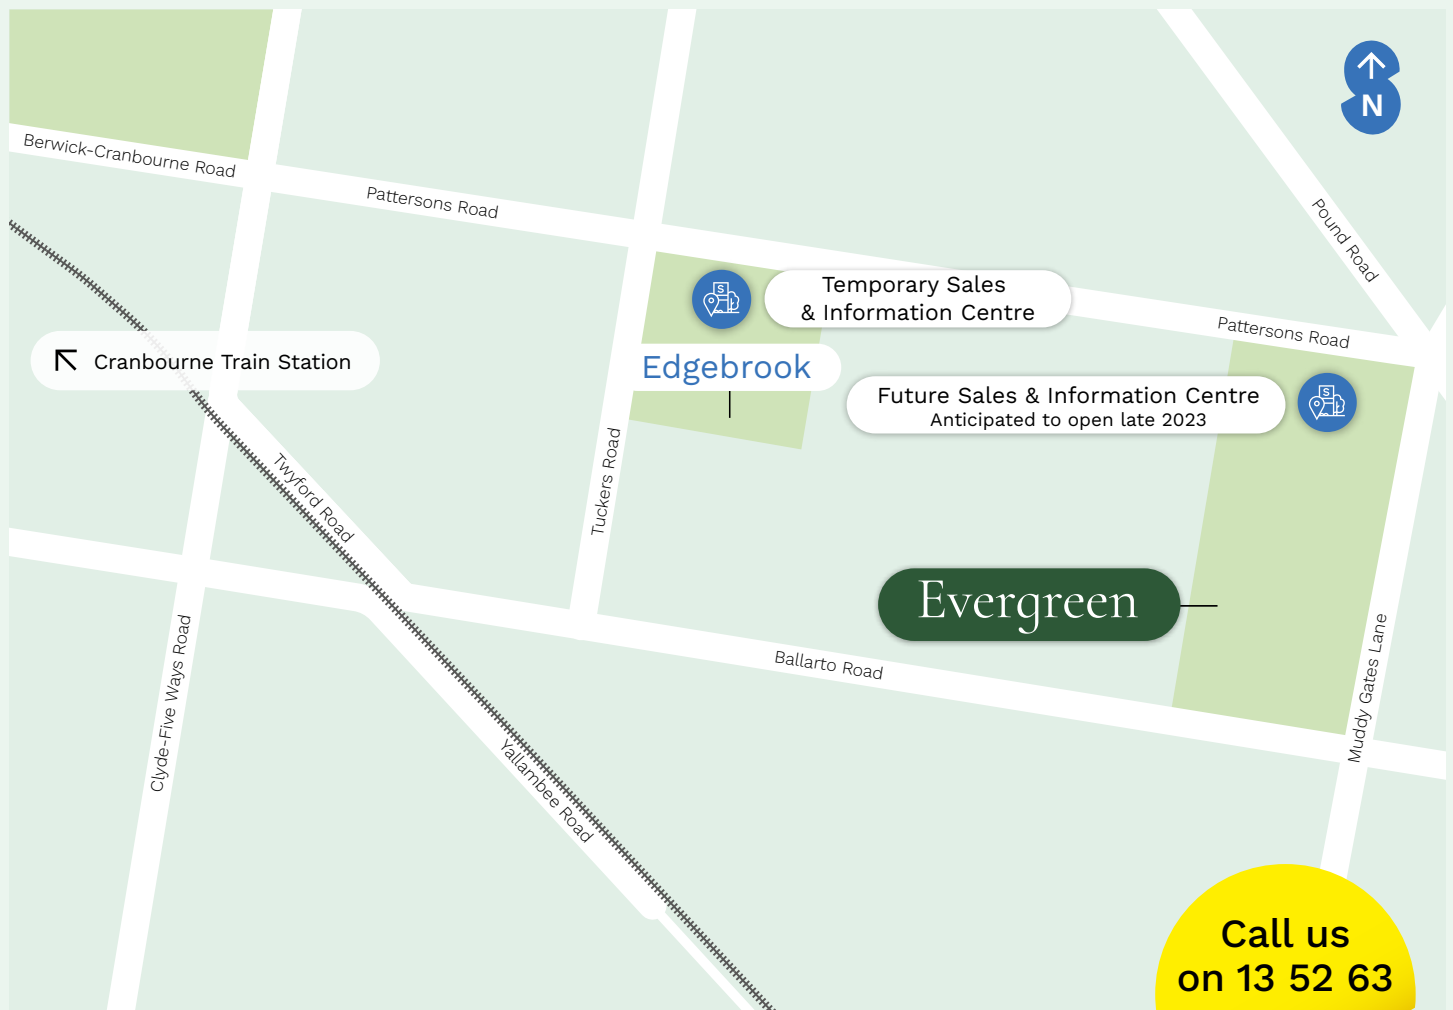 N
Berwick-Cranbourne Road
Pattersons Road
Pound Road
Temporary Sales
& Information Centre
Pattersons Road
Cranbourne Train Station
Edgebrook
Future Sales & Information Centre
Anticipated to open late 2023
S
S
Twyford Road
Tuckers Road
Evergreen
Ballarto Road
Clyde-Five Ways Road
Muddy Gates Lane
Yallambee Road
Call us
on 13 52 63